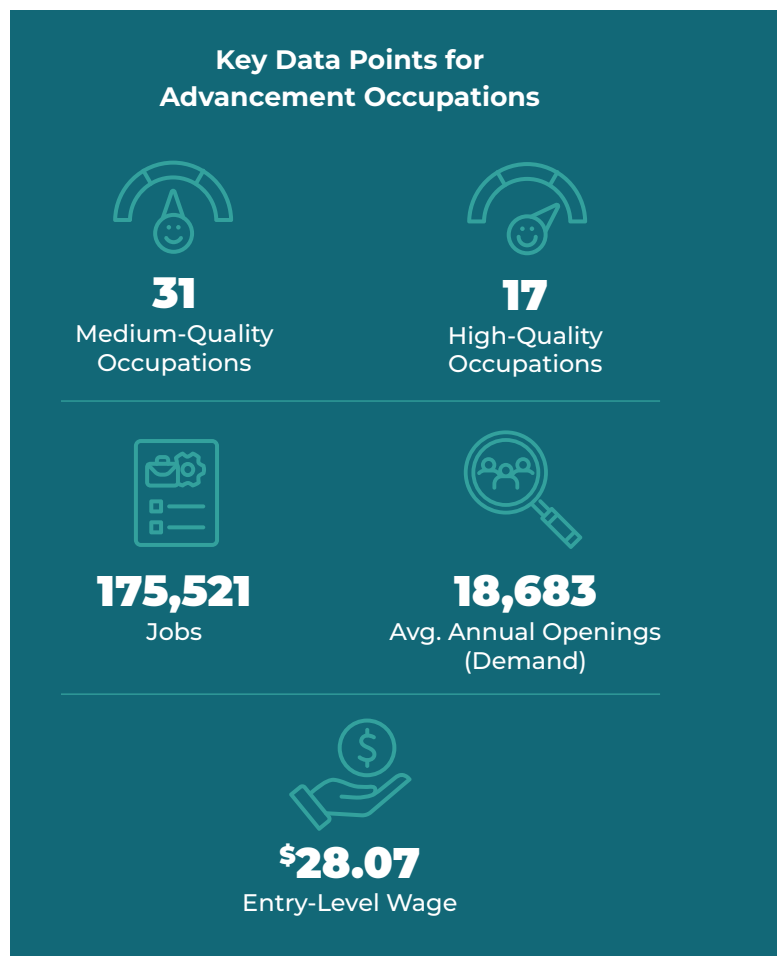 Key Data Points for
Advancement Occupations
31
Medium-Quality
Occupations
17
High-Quality
Occupations
175,521
Jobs
18,683
Avg. Annual Openings
(Demand)
$
$28.07
Entry-Level Wage